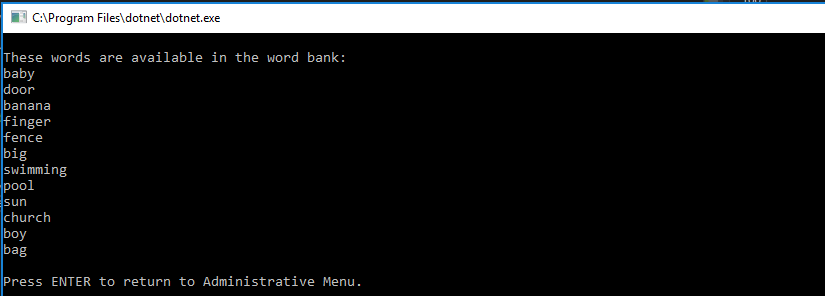 C:\Program Files\dotnet\dotnet.exe
These words are available in the word bank:
baby
door
banana
finger
fence
big
swimming
pool
sun
church
boy
bag
Press ENTER to return to Administrative Menu.